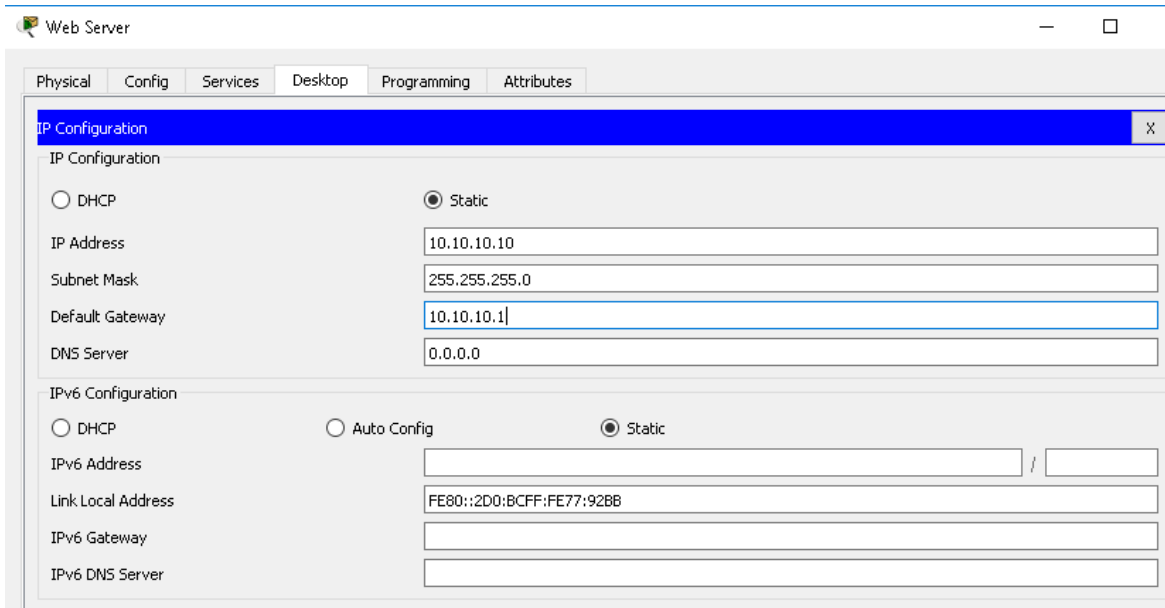 Web Server
Physical Config Services Desktop Programming Attributes
IP Configuration X
IP Configuration
DHCP Static
IP Address 10.10.10.10
Subnet Mask 255.255.255.0
Default Gateway 10.10.10.1
DNS Server 0.0.0.0
IPv6 Configuration
DHCP Auto Config Static
IPv6 Address /
Link Local Address FE80::2D0:BCFF:FE77:92BB
IPv6 Gateway
IPv6 DNS Server